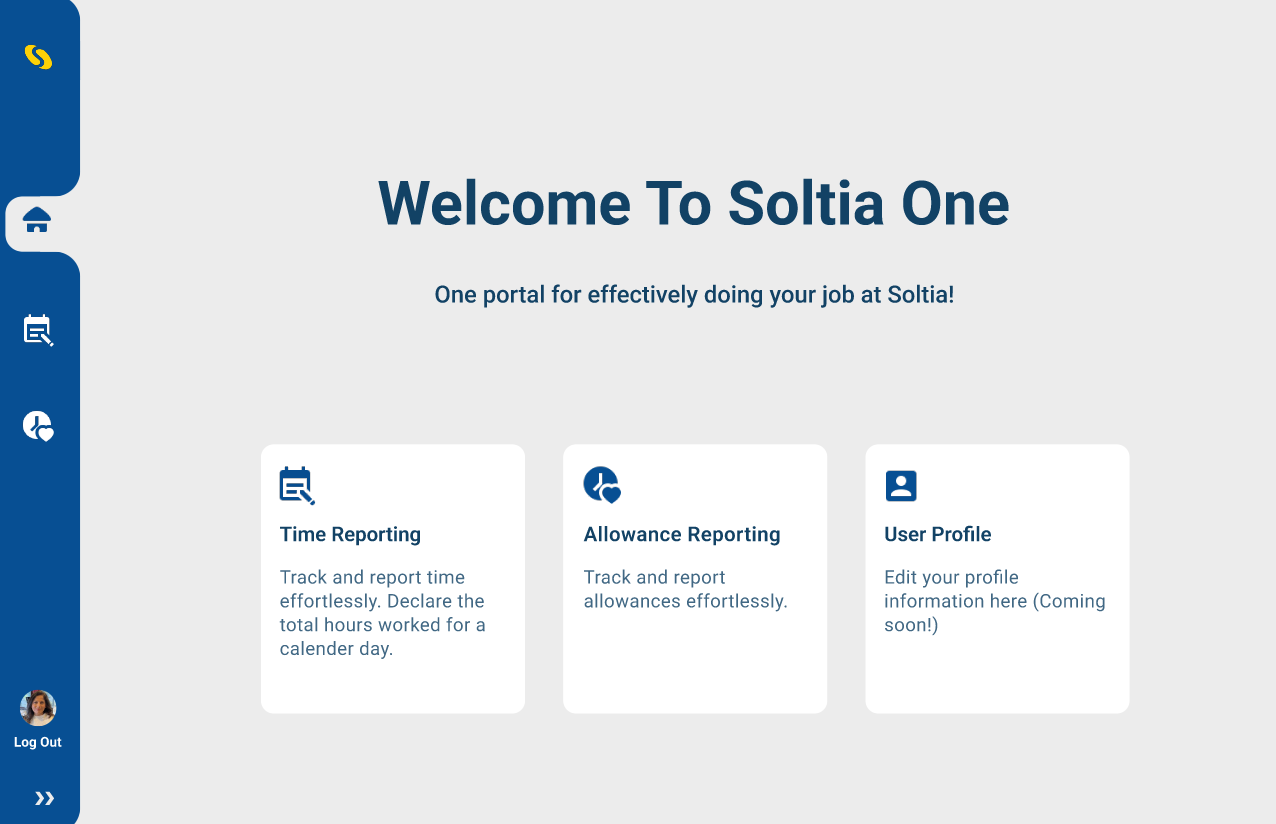 Welcome To Soltia One
One portal for effectively doing your job at Soltia!
Time Reporting
Track and report time
effortlessly. Declare the
total hours worked for a
calender day.
Allowance Reporting
Track and report
allowances effortlessly.
User Profile
Edit your profile
information here (Coming
soon!)
Log Out